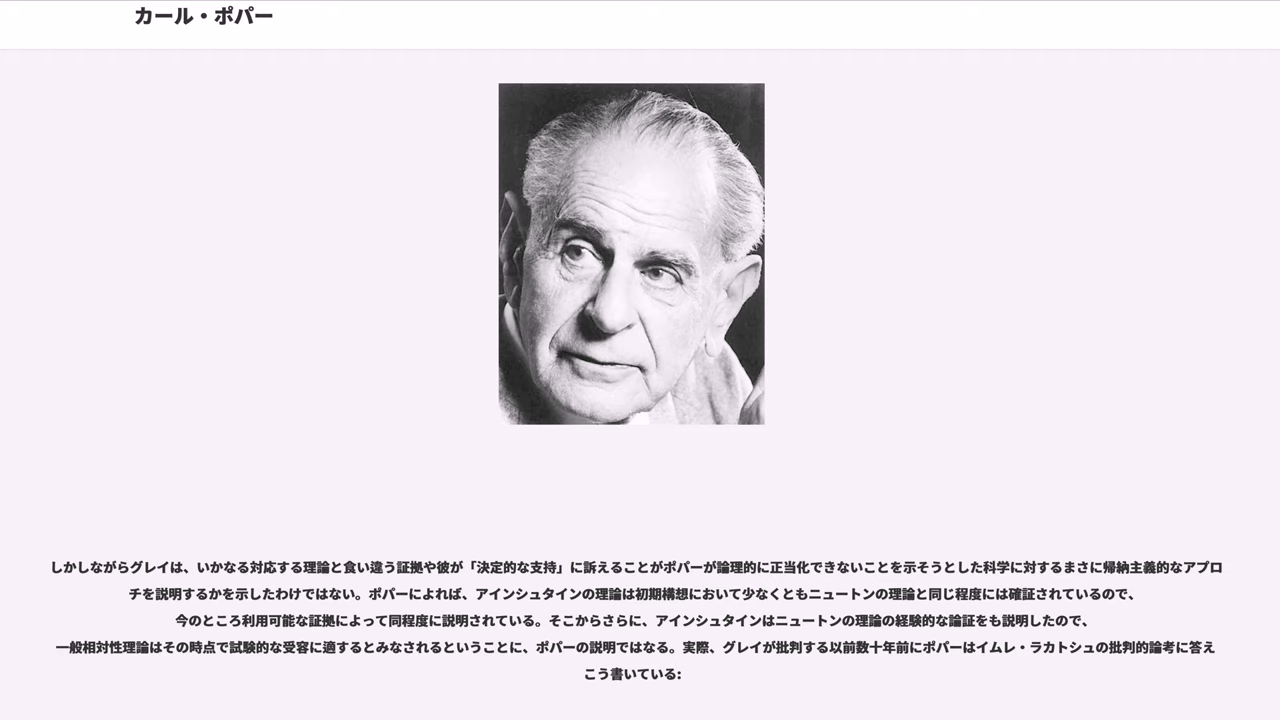 カール・ポパー
しかしながらグレイは、いかなる対応する理論と食い違う証拠や彼が「決定的な支持」に訴えることがポパーが論理的に正当化できないことを示そうとした科学に対するまさに帰納主義的なアプロ
チを説明するかを示したわけではない。ポパーによれば、アインシュタインの理論は初期構想において少なくともニュートンの理論と同じ程度には確証されているので、
今のところ利用可能な証拠によって同程度に説明されている。そこからさらに、アインシュタインはニュートンの理論の経験的な論証をも説明したので、
一般相対性理論はその時点で試験的な受容に適するとみなされるということに、ポパーの説明ではなる。実際、グレイが批判する以前数十年前にポパーはイムレ・ラカトシュの批判的論考に答え
こう書いている: